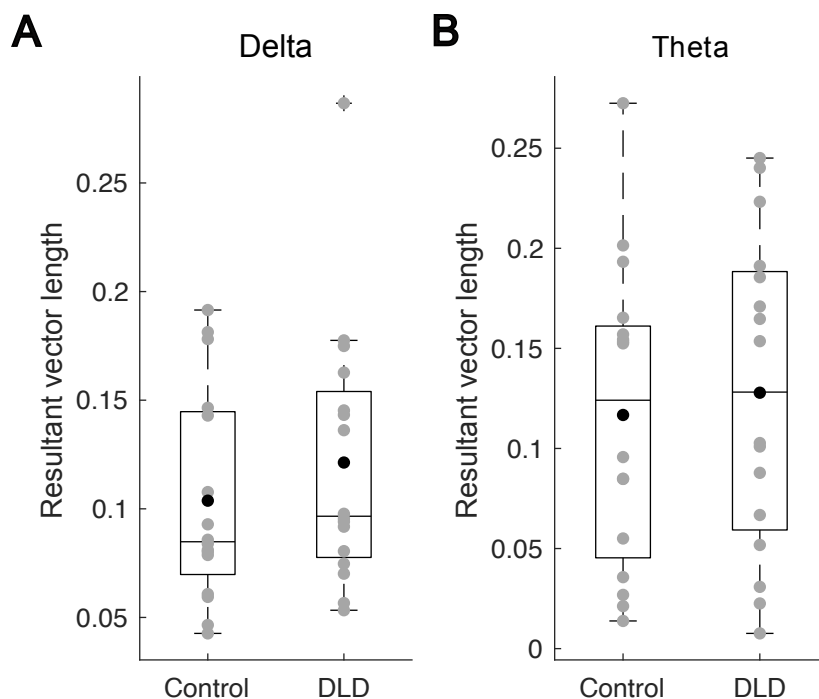 A
Delta
Resultant vector length
0.25
0.2
0.15
0.1
0.05
Control
DLD
B
Theta
Resultant vector length
0.25
0.2
0.15
0.1
0.05
0
Control
DLD